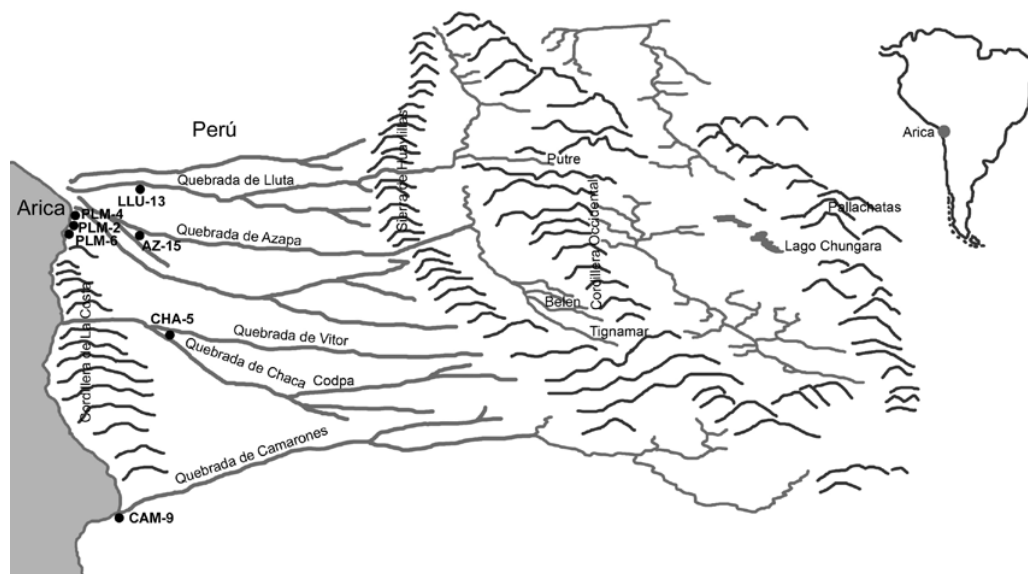 Perú
Arica
Putre
Sierra de Huaylillas
Quebrada de Lluta
LLU-13
Arica
PLM-4
PLM-2
PLM-6
Quebrada de Azapa
AZ-15
Pallachatas
Lago Chungara
Cordillera Occidental
Belen
Tignamar
Cordillera de La Costa
CHA-5
Quebrada de Vitor
Quebrada de Chaca
Codpa
Quebrada de Camarones
CAM-9